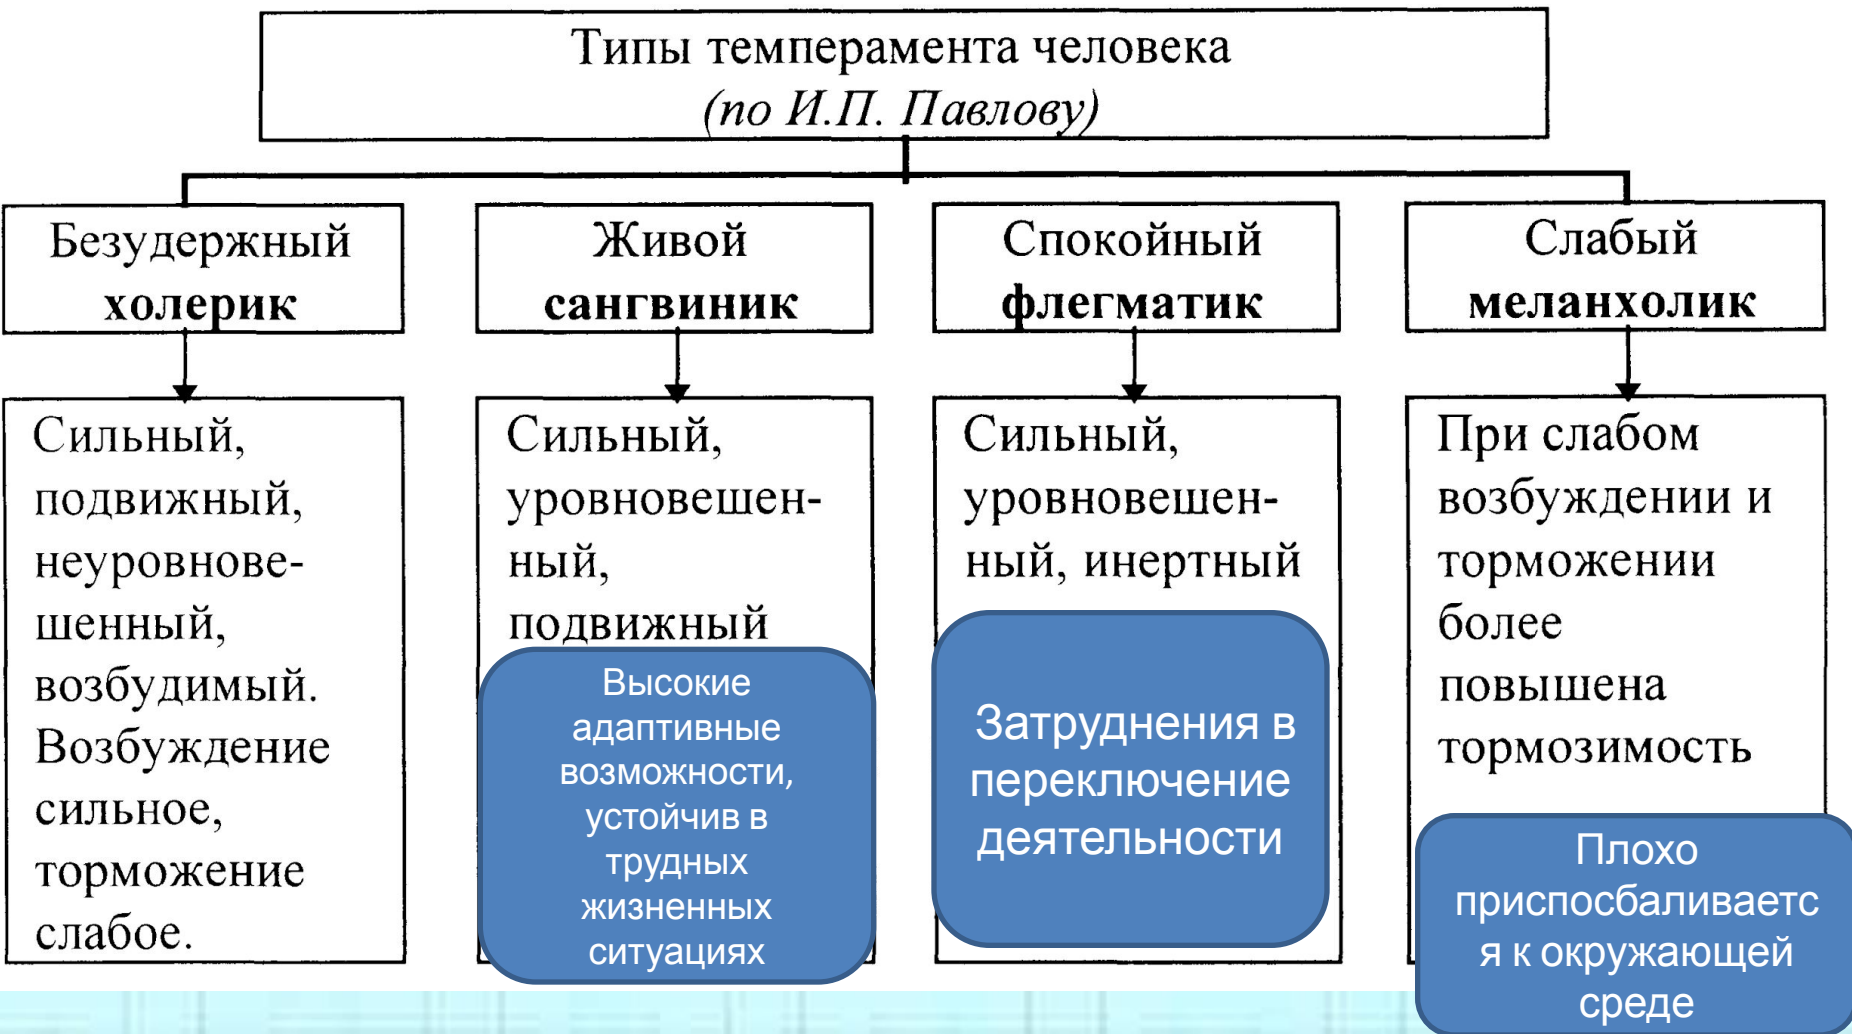 Типы темперамента человека
(по И.П. Павлову)
Безудержный
холерик
Живой
сангвиник
Спокойный
флегматик
Слабый
меланхолик
Сильный,
подвижный,
неуровнове-
шенный,
возбудимый.
Возбуждение
сильное,
торможение
слабое.
Сильный,
уровновешен-
ный,
подвижный
Высокие
адаптивные
возможности,
устойчив в
трудных
жизненных
ситуациях
Сильный,
уровновешен-
ный, инертный
Затруднения в
переключение
деятельности
При слабом
возбуждении и
торможении
более
повышена
тормозимость
Плохо
приспосбаливаетс
я к окружающей
среде